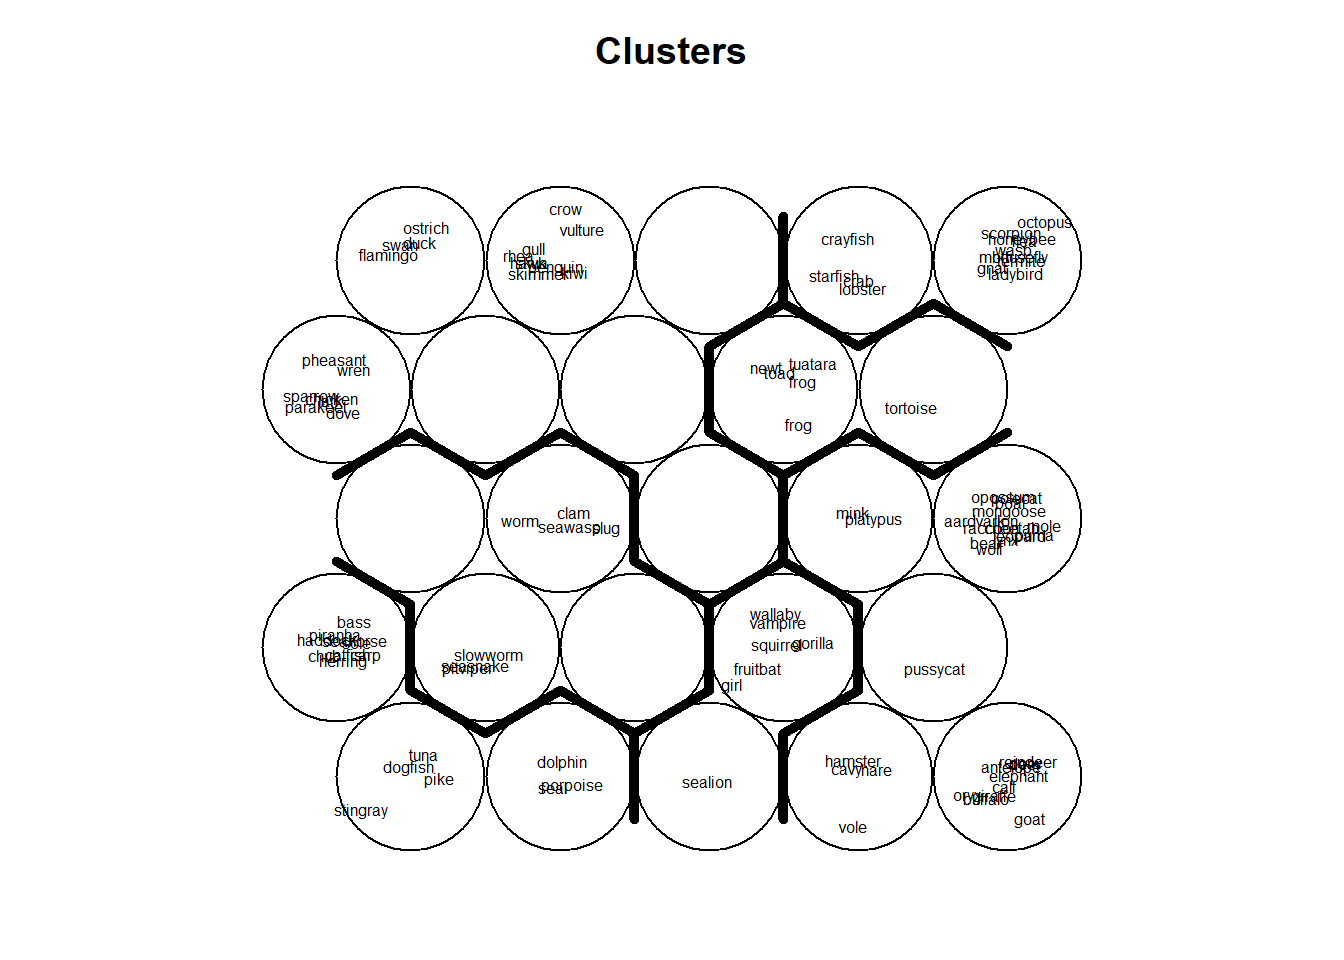 Clusters
ostrich
duck
swan
flamingo
crow
vulture
gull
rhea
hawk
penguin
kiwi
skimmer
crayfish
starfish
crab
lobster
octopus
scorpion
honeybee
flea
wasp
moth
housefly
termite
gnat
ladybird
pheasant
wren
sparrow
chicken
parakeet
dove
newt
tuatara
toad
frog
frog
tortoise
worm
clam
seawasp
slug
mink
platypus
opossum
polecat
boar
mongoose
aardvark
lion
raccoon
cheetah
mole
leopard
puma
bear
lynx
wolf
bass
piranha
haddock
seahorse
sole
chub
catfish
carp
herring
slowworm
seasnake
pitviper
wallaby
vampire
squirrel
gorilla
fruitbat
girl
pussycat
tuna
dogfish
pike
stingray
dolphin
porpoise
seal
sealion
hamster
cavy
hare
vole
reindeer
antelope
elephant
calf
oryx
giraffe
buffalo
goat